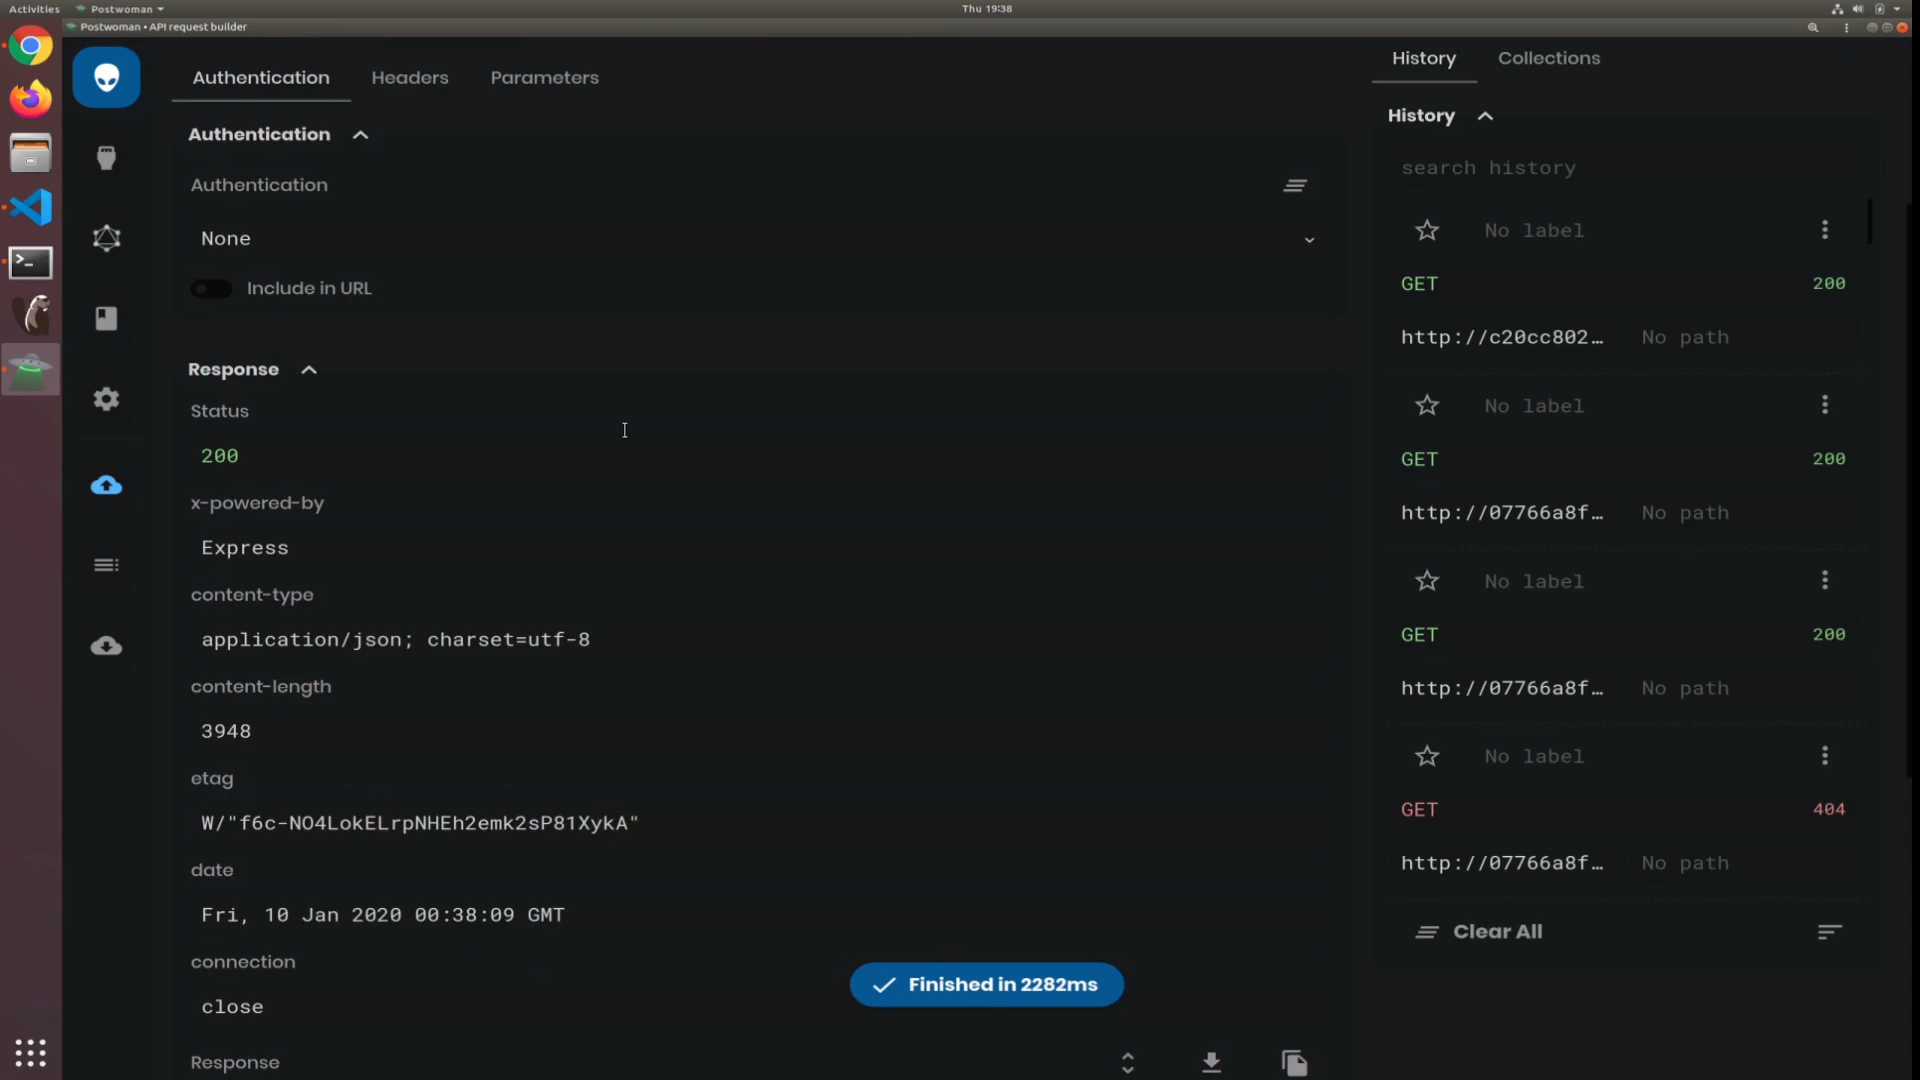 Activities
Postwoman
Thu 19:38
Postwoman • API request builder
Authentication
Headers
Parameters
Authentication
Authentication
None
Include in URL
Response
Status
200
x-powered-by
Express
content-type
application/json; charset=utf-8
content-length
3948
etag
W/"f6c-NO4LokELrpNHEh2emk2sP81XykA"
date
Fri, 10 Jan 2020 00:38:09 GMT
connection
close
Response
Finished in 2282ms
History
Collections
History
search history
No label
GET
200
http://c20cc802…
No path
No label
GET
200
http://07766a8f…
No path
No label
GET
200
http://07766a8f…
No path
No label
GET
404
http://07766a8f…
No path
Clear All